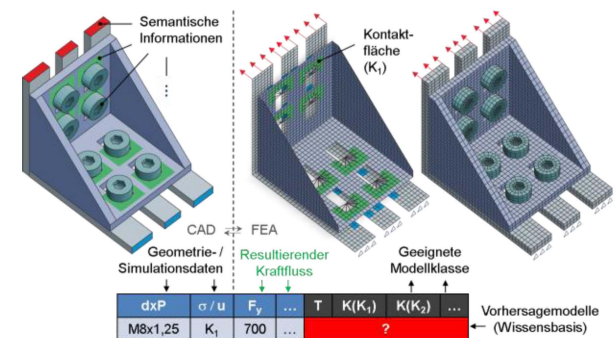 Semantische
Informationen
Kontakt-
fläche
(K₁)
CAD ⇄ FEA
Geometrie-/
Simulationsdaten
Resultierender
Kraftfluss
Geeignete
Modellklasse
dxP σ/u Fᵧ ... T K(K₁) K(K₂) ...
M8x1,25 K₁ 700 ... ?
Vorhersagemodelle
(Wissensbasis)